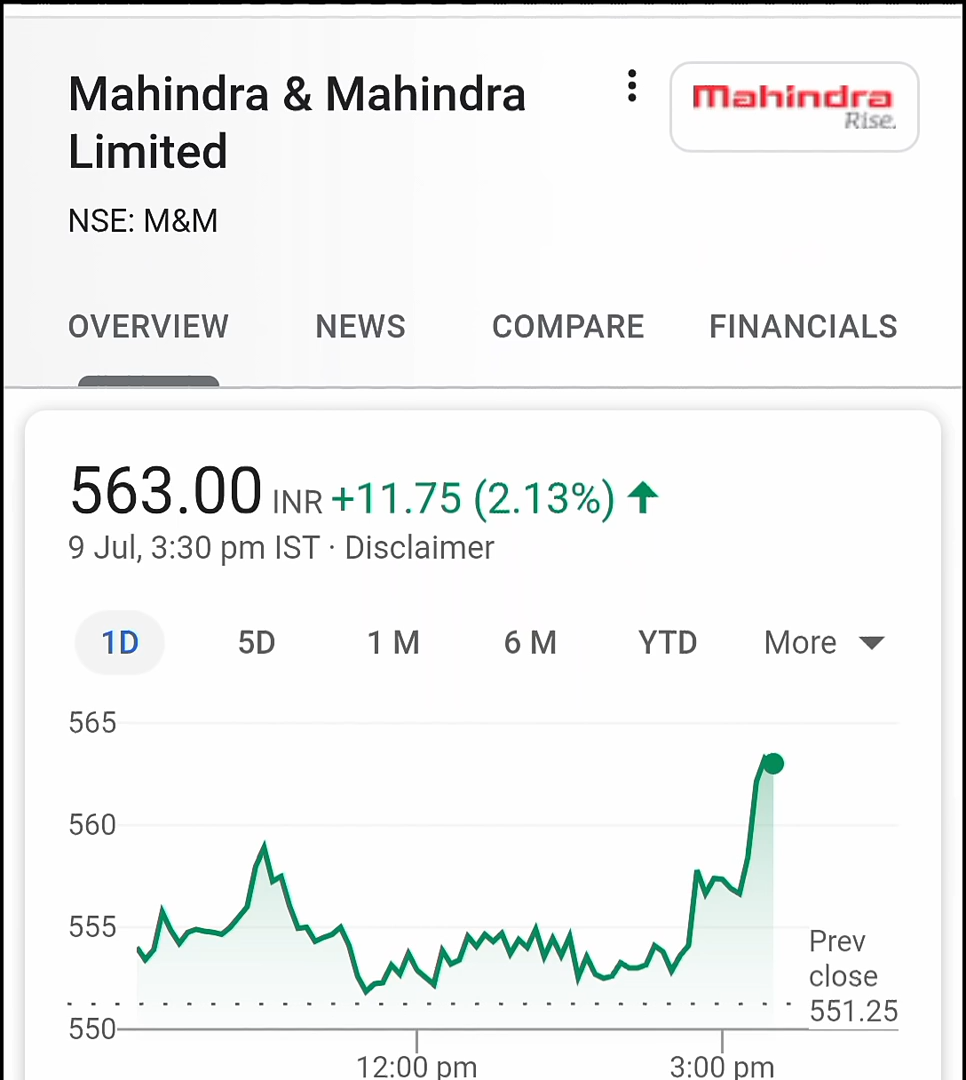 Mahindra & Mahindra
Limited
NSE: M&M
Mahindra
Rise.
OVERVIEW NEWS COMPARE FINANCIALS
563.00 INR +11.75 (2.13%)
9 Jul, 3:30 pm IST · Disclaimer
1D 5D 1 M 6 M YTD More
565
560
555
Prev
close
551.25
550
12:00 pm 3:00 pm